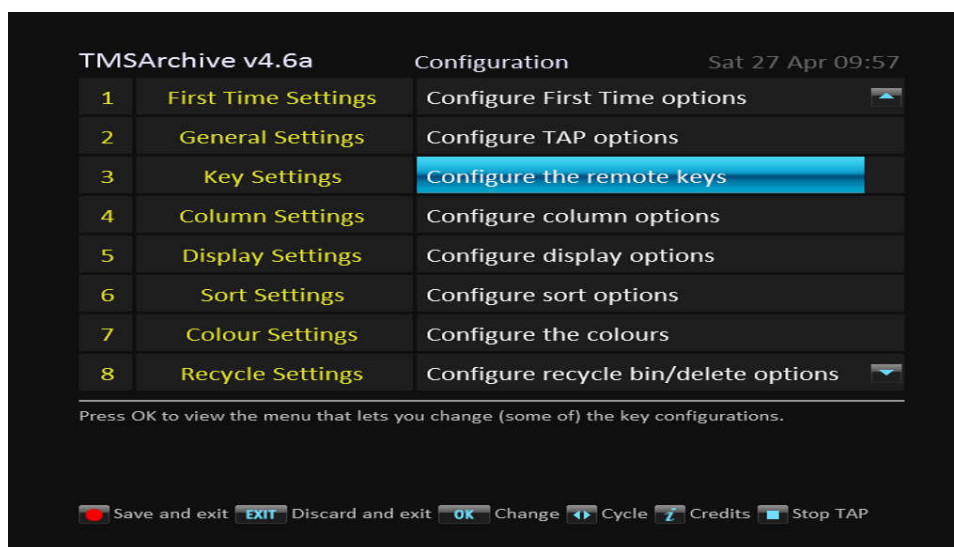 TMSArchive v4.6a Configuration Sat 27 Apr 09:57
1 First Time Settings Configure First Time options
2 General Settings Configure TAP options
3 Key Settings Configure the remote keys
4 Column Settings Configure column options
5 Display Settings Configure display options
6 Sort Settings Configure sort options
7 Colour Settings Configure the colours
8 Recycle Settings Configure recycle bin/delete options
Press OK to view the menu that lets you change (some of) the key configurations.
Save and exit EXIT Discard and exit OK Change Cycle i Credits Stop TAP